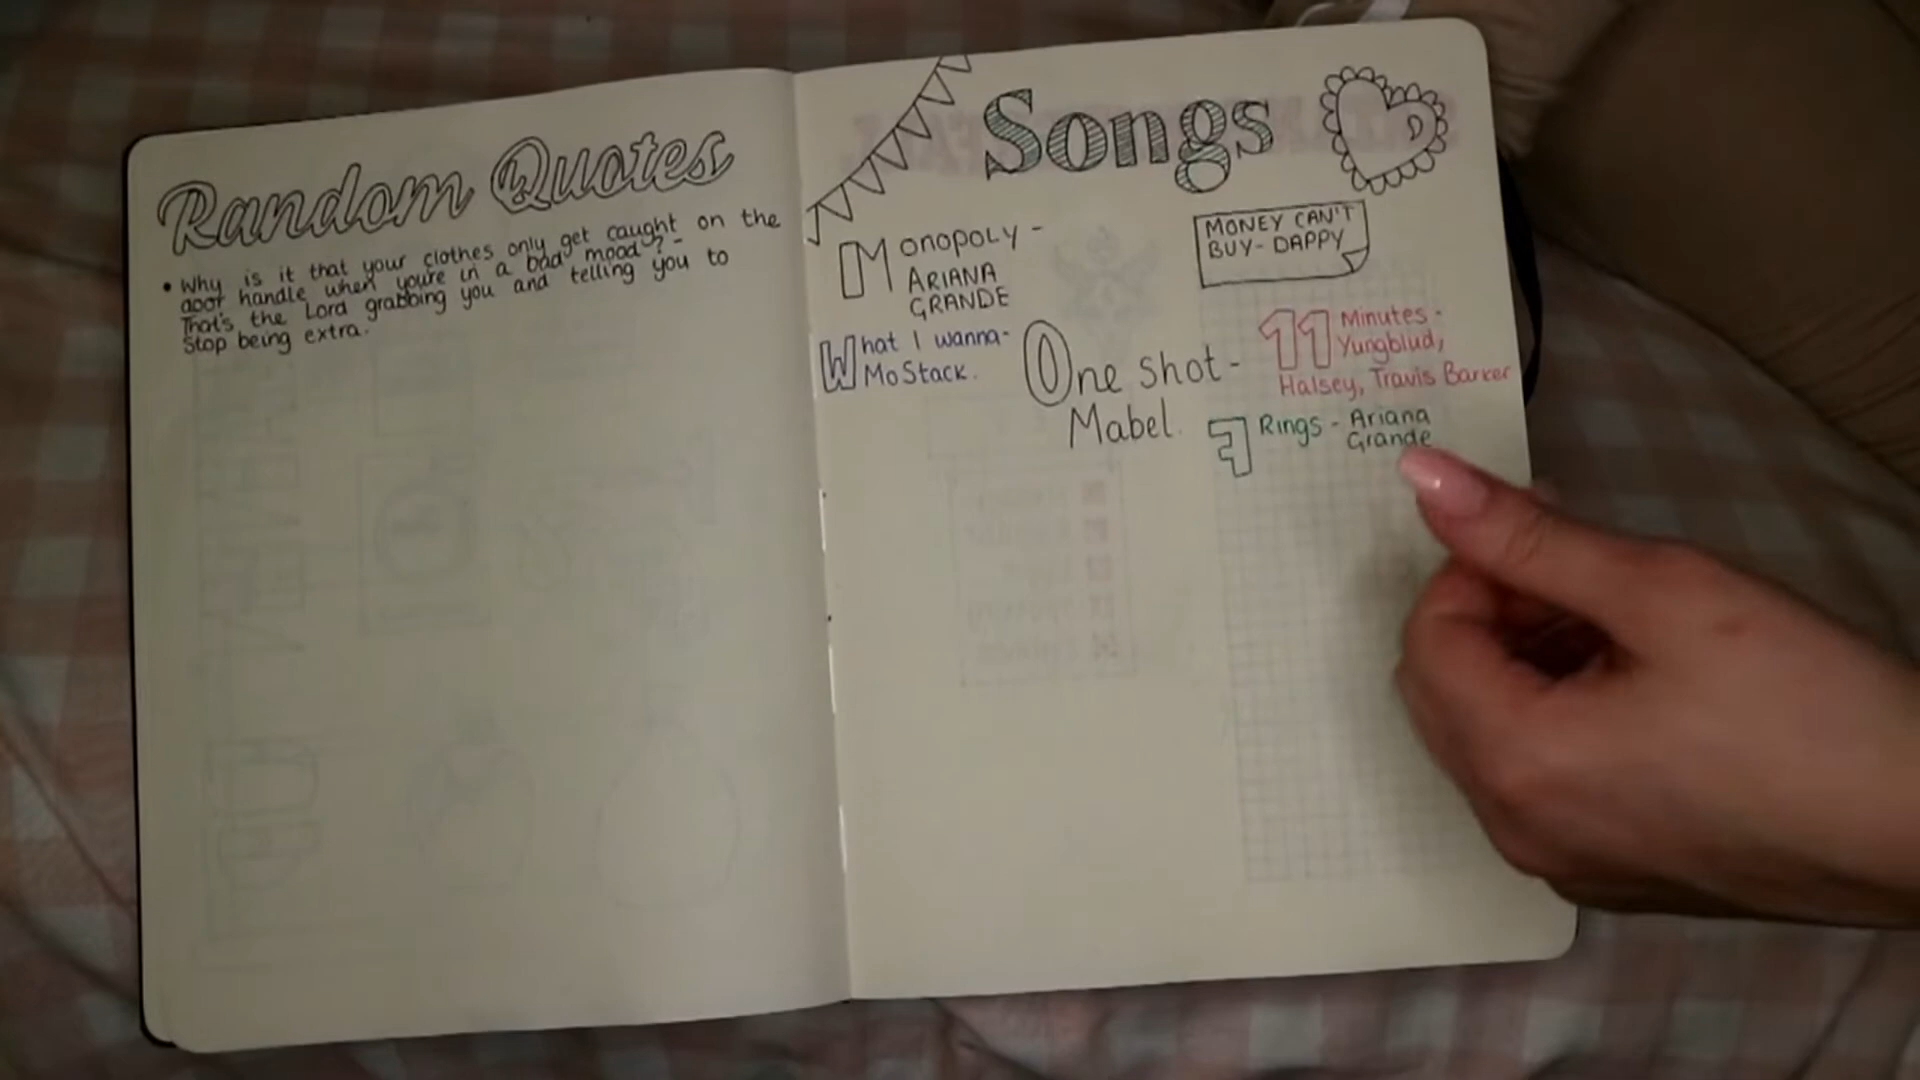 Random Quotes
• Why is it that your clothes only get caught on the
door handle when you're in a bad mood? -
That's the Lord grabbing you and telling you to
stop being extra.
Songs
MONOPOLY -
ARIANA
GRANDE
MONEY CAN'T
BUY - DAPPY
What I wanna -
MoStack.
One shot -
Mabel.
11 Minutes -
Yungblud,
Halsey, Travis Barker
7 Rings - Ariana
Grande